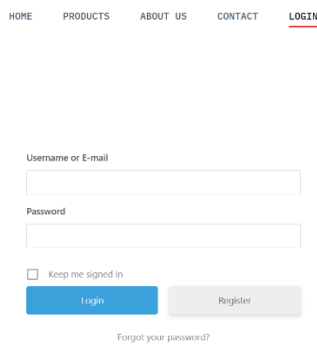 HOME PRODUCTS ABOUT US CONTACT LOGIN
Username or E-mail
Password
Keep me signed in
Login Register
Forgot your password?